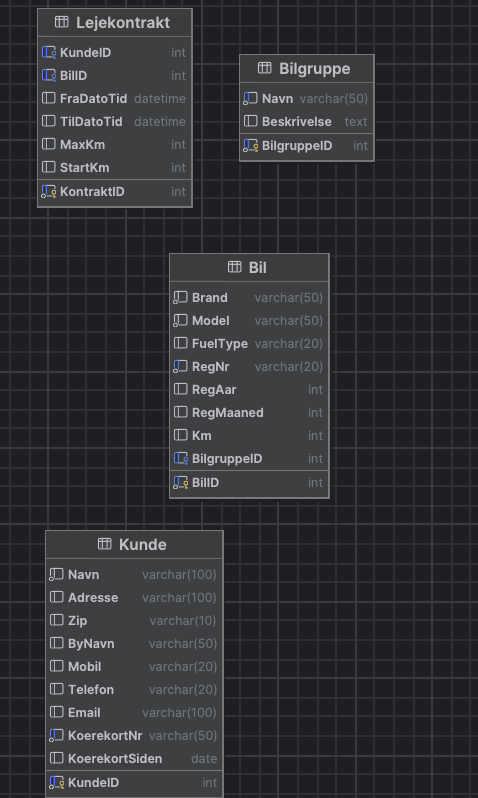 Lejekontrakt
KundeID int
BilID int
FraDatoTid datetime
TilDatoTid datetime
MaxKm int
StartKm int
KontraktID int
Bilgruppe
Navn varchar(50)
Beskrivelse text
BilgruppeID int
Bil
Brand varchar(50)
Model varchar(50)
FuelType varchar(20)
RegNr varchar(20)
RegAar int
RegMaaned int
Km int
BilgruppeID int
BilID int
Kunde
Navn varchar(100)
Adresse varchar(100)
Zip varchar(10)
ByNavn varchar(50)
Mobil varchar(20)
Telefon varchar(20)
Email varchar(100)
KoerekortNr varchar(50)
KoerekortSiden date
KundeID int